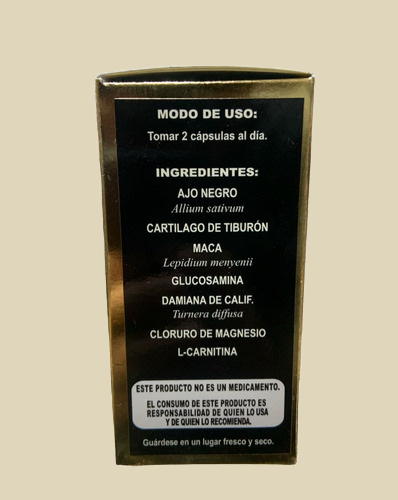 MODO DE USO:
Tomar 2 cápsulas al día.
INGREDIENTES:
AJO NEGRO
Allium sativum
CARTILAGO DE TIBURÓN
MACA
Lepidium menyenii
GLUCOSAMINA
DAMIANA DE CALIF.
Turnera diffusa
CLORURO DE MAGNESIO
L-CARNITINA
ESTE PRODUCTO NO ES UN MEDICAMENTO.
EL CONSUMO DE ESTE PRODUCTO ES
RESPONSABILIDAD DE QUIEN LO USA
Y DE QUIEN LO RECOMIENDA.
Guárdese en un lugar fresco y seco.